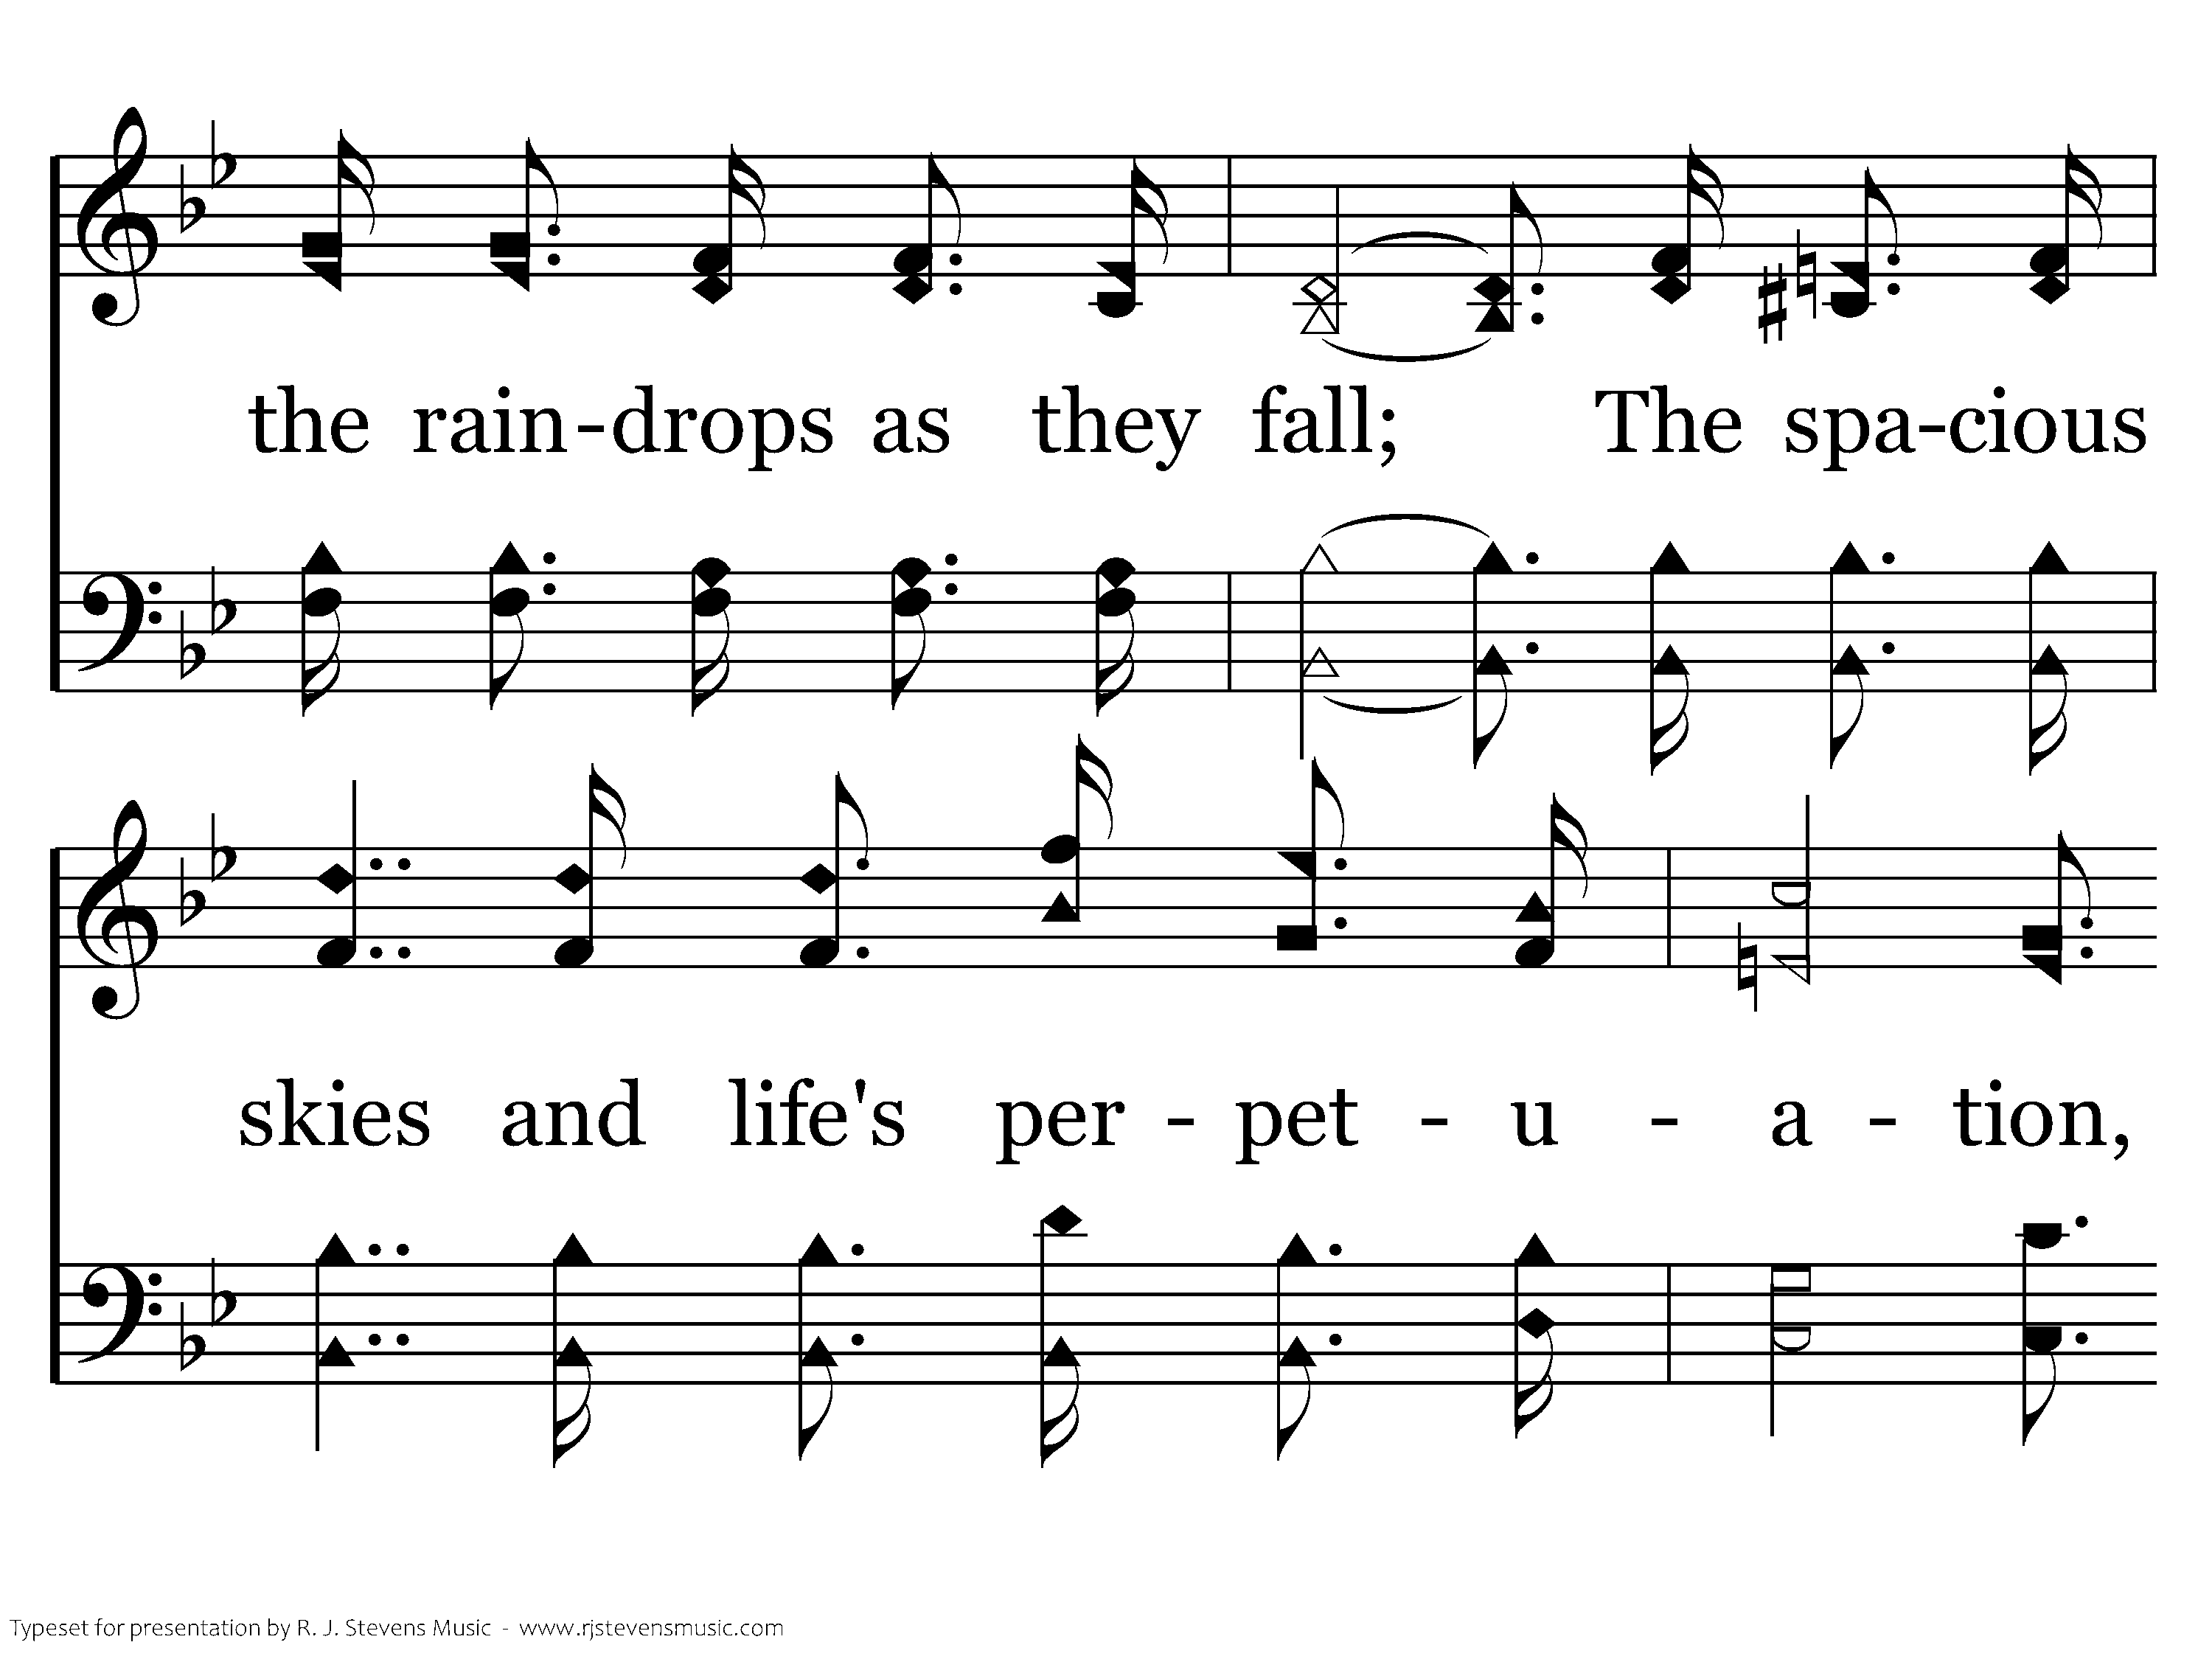 the rain-drops as they fall; The spa-cious
skies and life's per - pet - u - a - tion,
Typeset for presentation by R. J. Stevens Music - www.rjstevensmusic.com